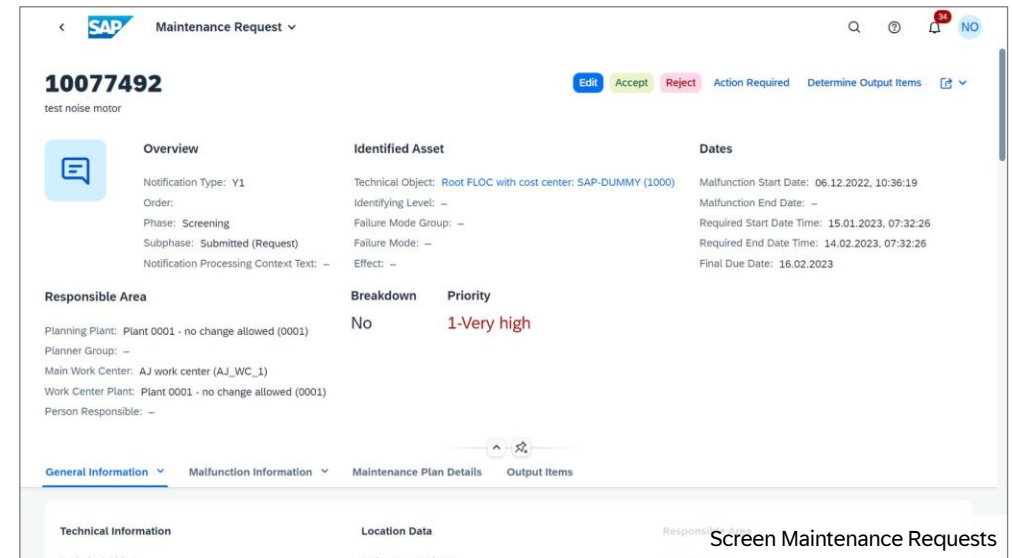 SAP Maintenance Request
34
NO
10077492
Edit Accept Reject Action Required Determine Output Items
test noise motor
Overview
Notification Type: Y1
Order:
Phase: Screening
Subphase: Submitted (Request)
Notification Processing Context Text: –
Identified Asset
Technical Object: Root FLOC with cost center: SAP-DUMMY (1000)
Identifying Level: –
Failure Mode Group: –
Failure Mode: –
Effect: –
Dates
Malfunction Start Date: 06.12.2022, 10:36:19
Malfunction End Date: –
Required Start Date Time: 15.01.2023, 07:32:26
Required End Date Time: 14.02.2023, 07:32:26
Final Due Date: 16.02.2023
Responsible Area
Planning Plant: Plant 0001 - no change allowed (0001)
Planner Group: –
Main Work Center: AJ work center (AJ_WC_1)
Work Center Plant: Plant 0001 - no change allowed (0001)
Person Responsible: –
Breakdown
No
Priority
1-Very high
General Information Malfunction Information Maintenance Plan Details Output Items
Technical Information Location Data Responsible Area
Screen Maintenance Requests